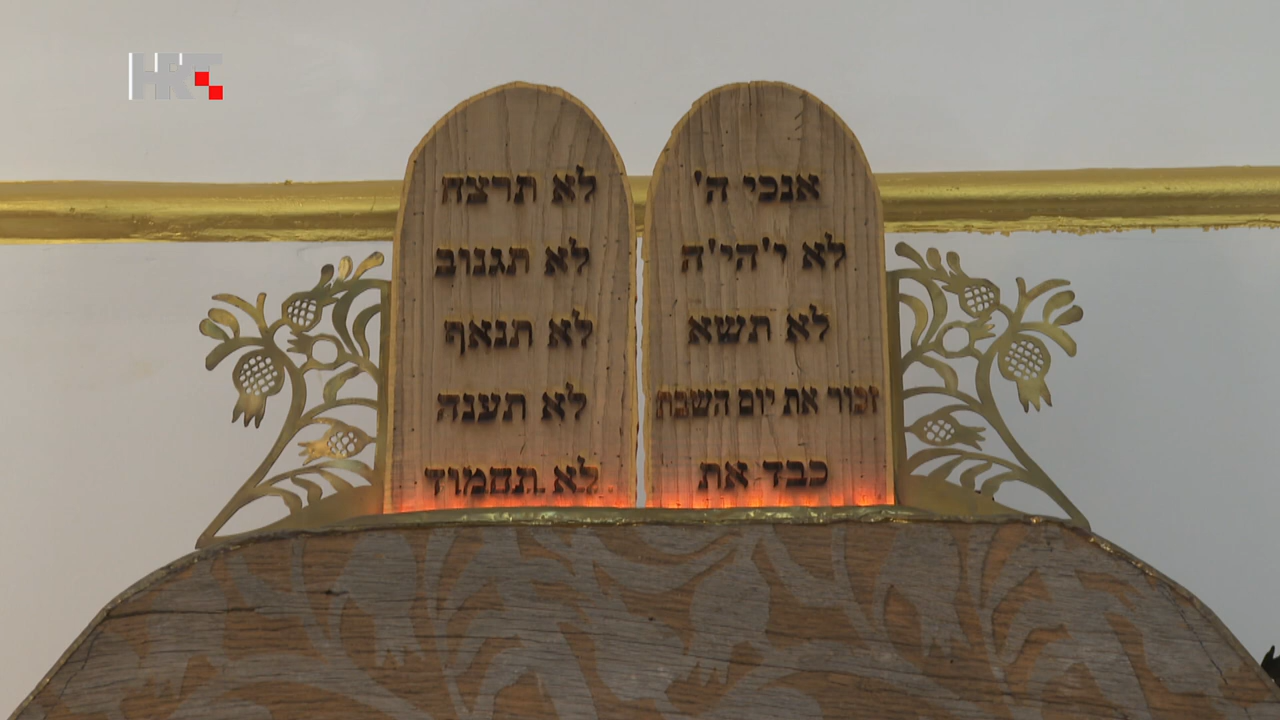 HRT
אנכי ה'
לא י'הי'ה
לא תשא
זכור את יום השבת
כבד את
לא תרצח
לא תגנוב
לא תנאף
לא תענה
לא תחמוד